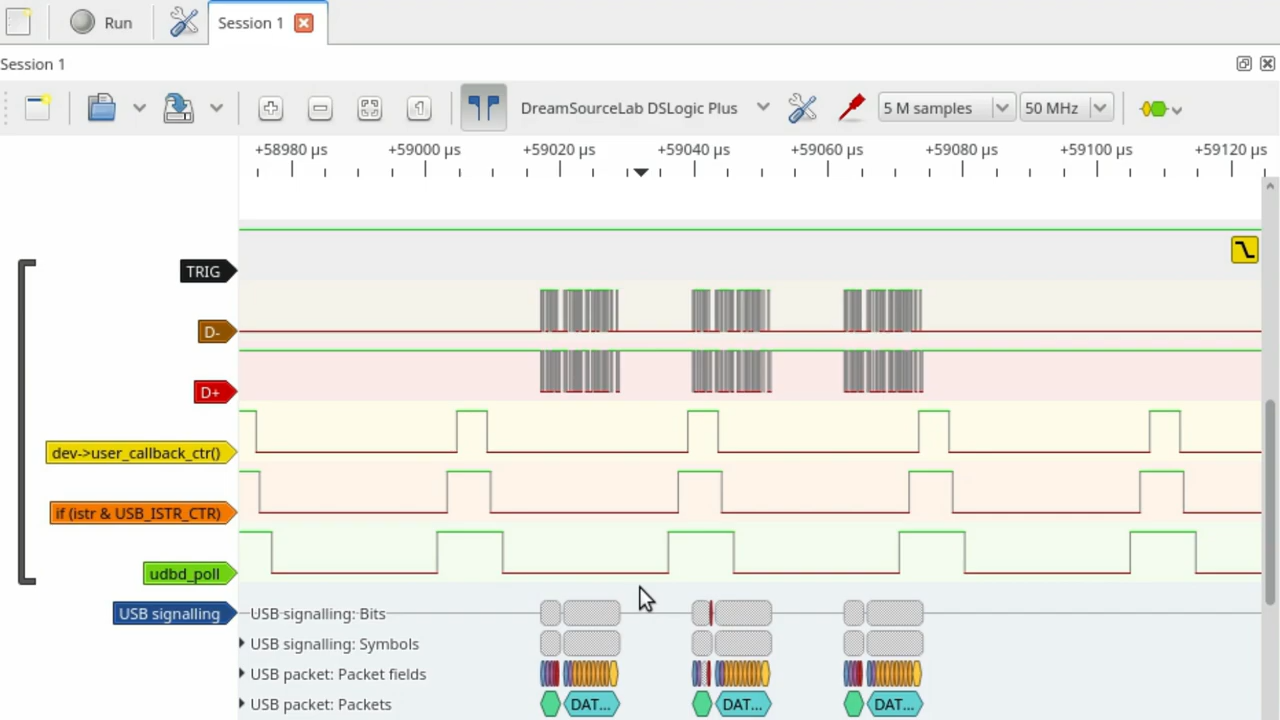 Run
Session 1
Session 1
DreamSourceLab DSLogic Plus
5 M samples
50 MHz
+58980 µs
+59000 µs
+59020 µs
+59040 µs
+59060 µs
+59080 µs
+59100 µs
+59120 µs
TRIG
D-
D+
dev->user_callback_ctr()
if (istr & USB_ISTR_CTR)
udbd_poll
USB signalling
USB signalling: Bits
USB signalling: Symbols
USB packet: Packet fields
USB packet: Packets
DAT...
DAT...
DAT...